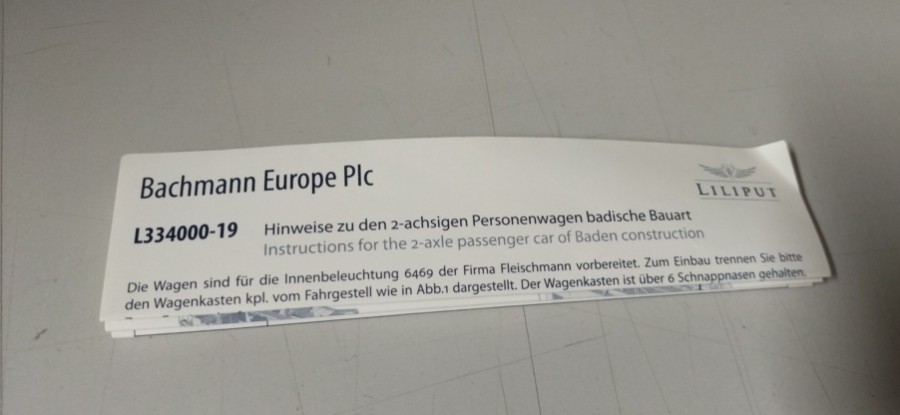 Bachmann Europe Plc
LILIPUT
L334000-19 Hinweise zu den 2-achsigen Personenwagen badische Bauart
Instructions for the 2-axle passenger car of Baden construction
Die Wagen sind für die Innenbeleuchtung 6469 der Firma Fleischmann vorbereitet. Zum Einbau trennen Sie bitte
den Wagenkasten kpl. vom Fahrgestell wie in Abb.1 dargestellt. Der Wagenkasten ist über 6 Schnappnasen gehalten.